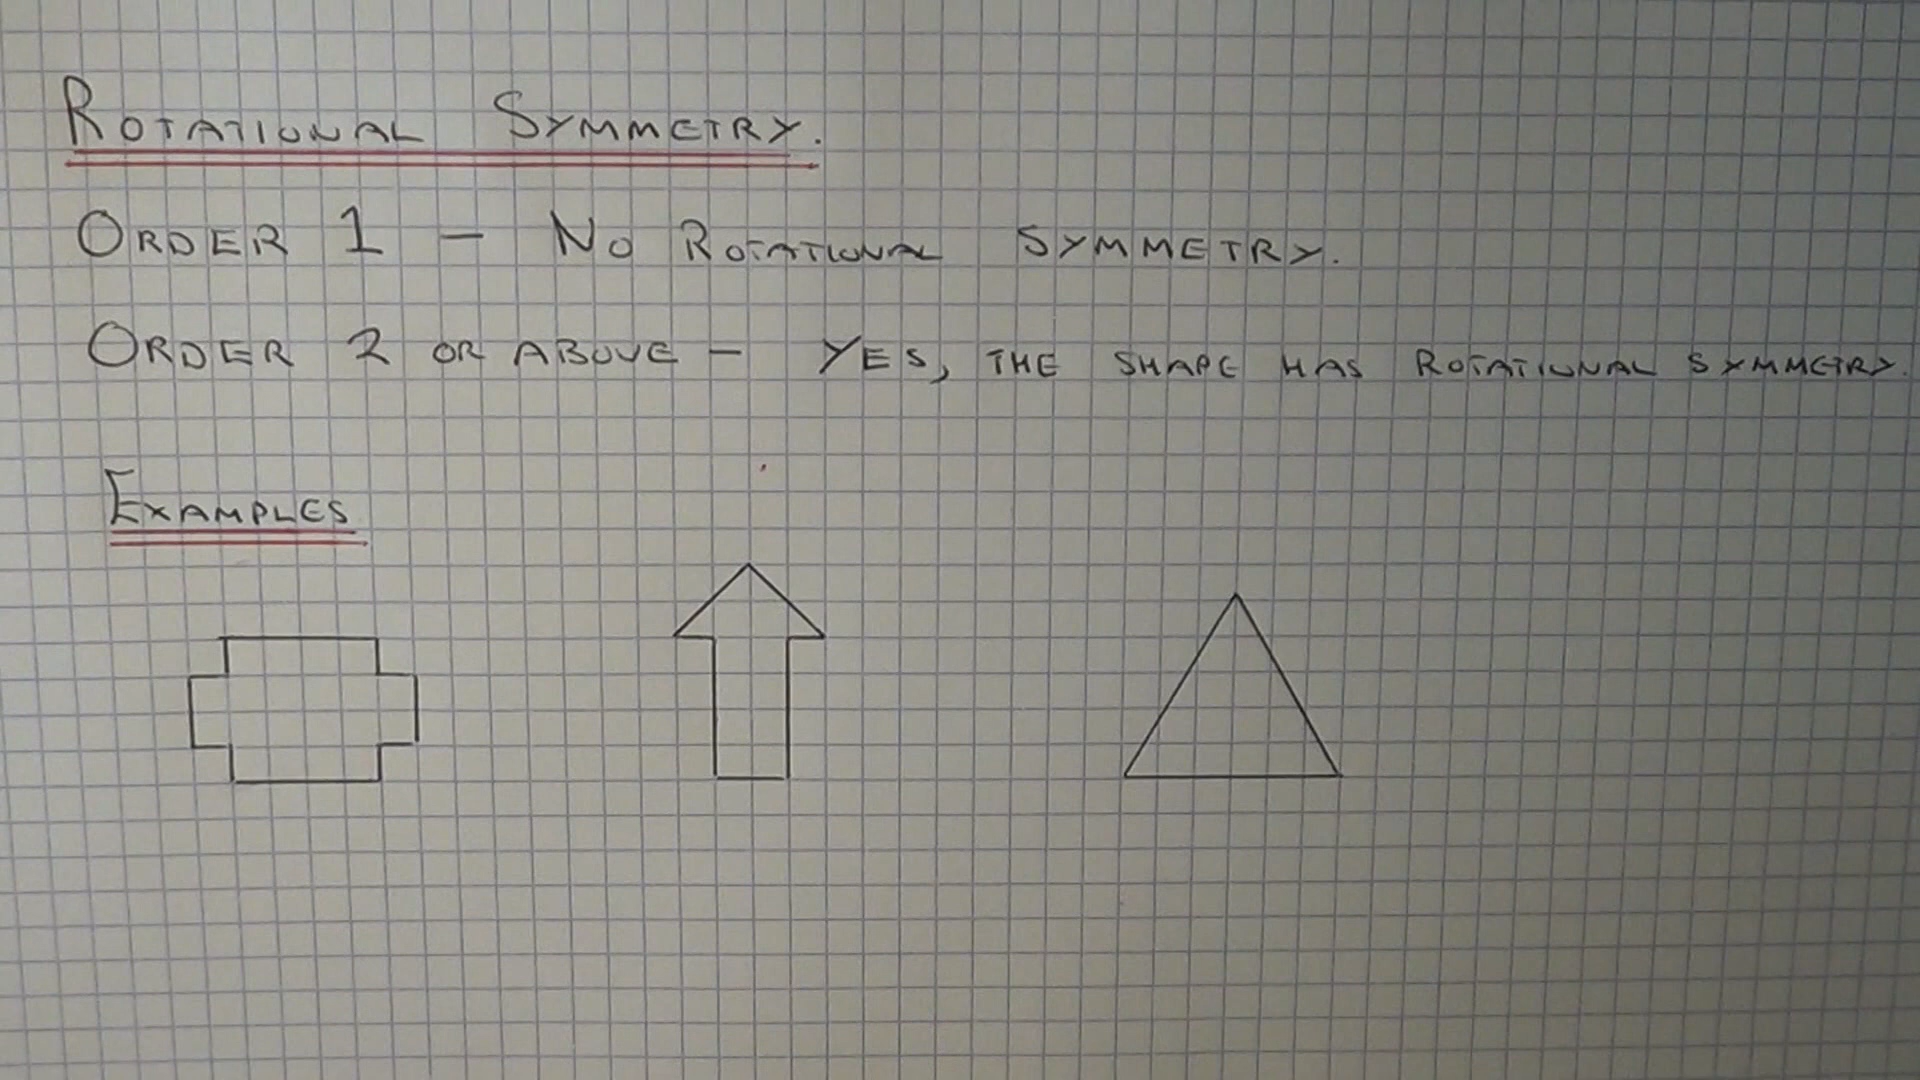 ROTATIONAL SYMMETRY.
ORDER 1 - NO ROTATIONAL SYMMETRY.
ORDER 2 OR ABOVE - YES, THE SHAPE HAS ROTATIONAL SYMMETRY.
EXAMPLES